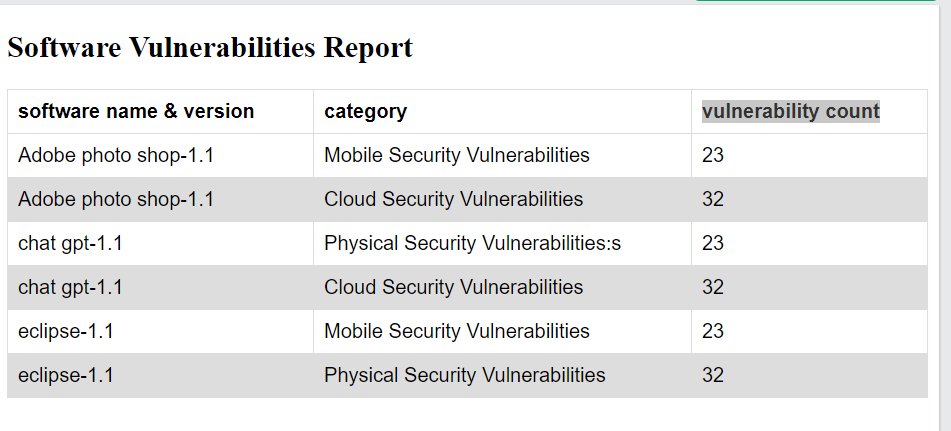 Software Vulnerabilities Report
software name & version category vulnerability count
Adobe photo shop-1.1 Mobile Security Vulnerabilities 23
Adobe photo shop-1.1 Cloud Security Vulnerabilities 32
chat gpt-1.1 Physical Security Vulnerabilities:s 23
chat gpt-1.1 Cloud Security Vulnerabilities 32
eclipse-1.1 Mobile Security Vulnerabilities 23
eclipse-1.1 Physical Security Vulnerabilities 32